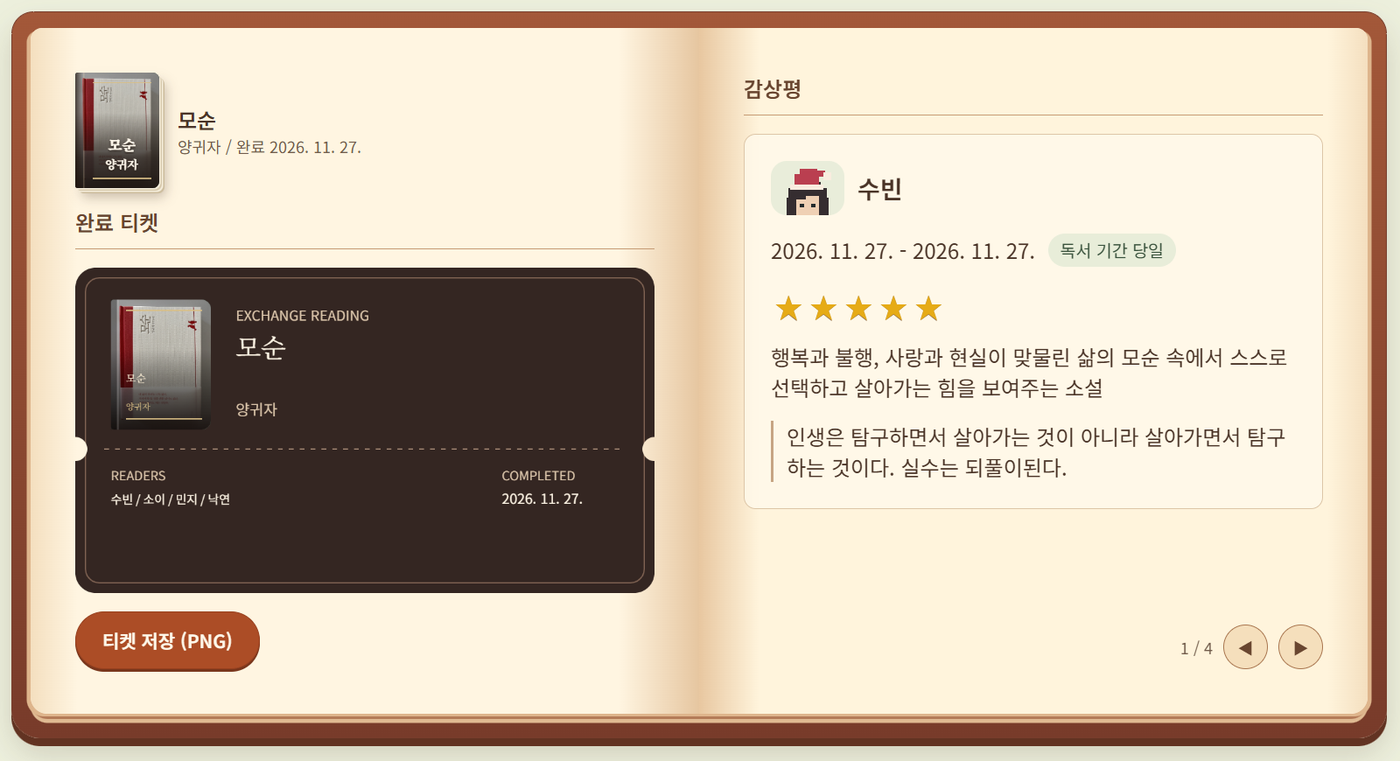 모순
양귀자
모순
양귀자 / 완료 2026. 11. 27.
완료 티켓
모순
양귀자
EXCHANGE READING
모순
양귀자
READERS
수빈 / 소이 / 민지 / 낙연
COMPLETED
2026. 11. 27.
티켓 저장 (PNG)
감상평
수빈
2026. 11. 27. - 2026. 11. 27.
독서 기간 당일
★★★★★
행복과 불행, 사랑과 현실이 맞물린 삶의 모순 속에서 스스로
선택하고 살아가는 힘을 보여주는 소설
인생은 탐구하면서 살아가는 것이 아니라 살아가면서 탐구
하는 것이다. 실수는 되풀이된다.
1 / 4
◀ ▶